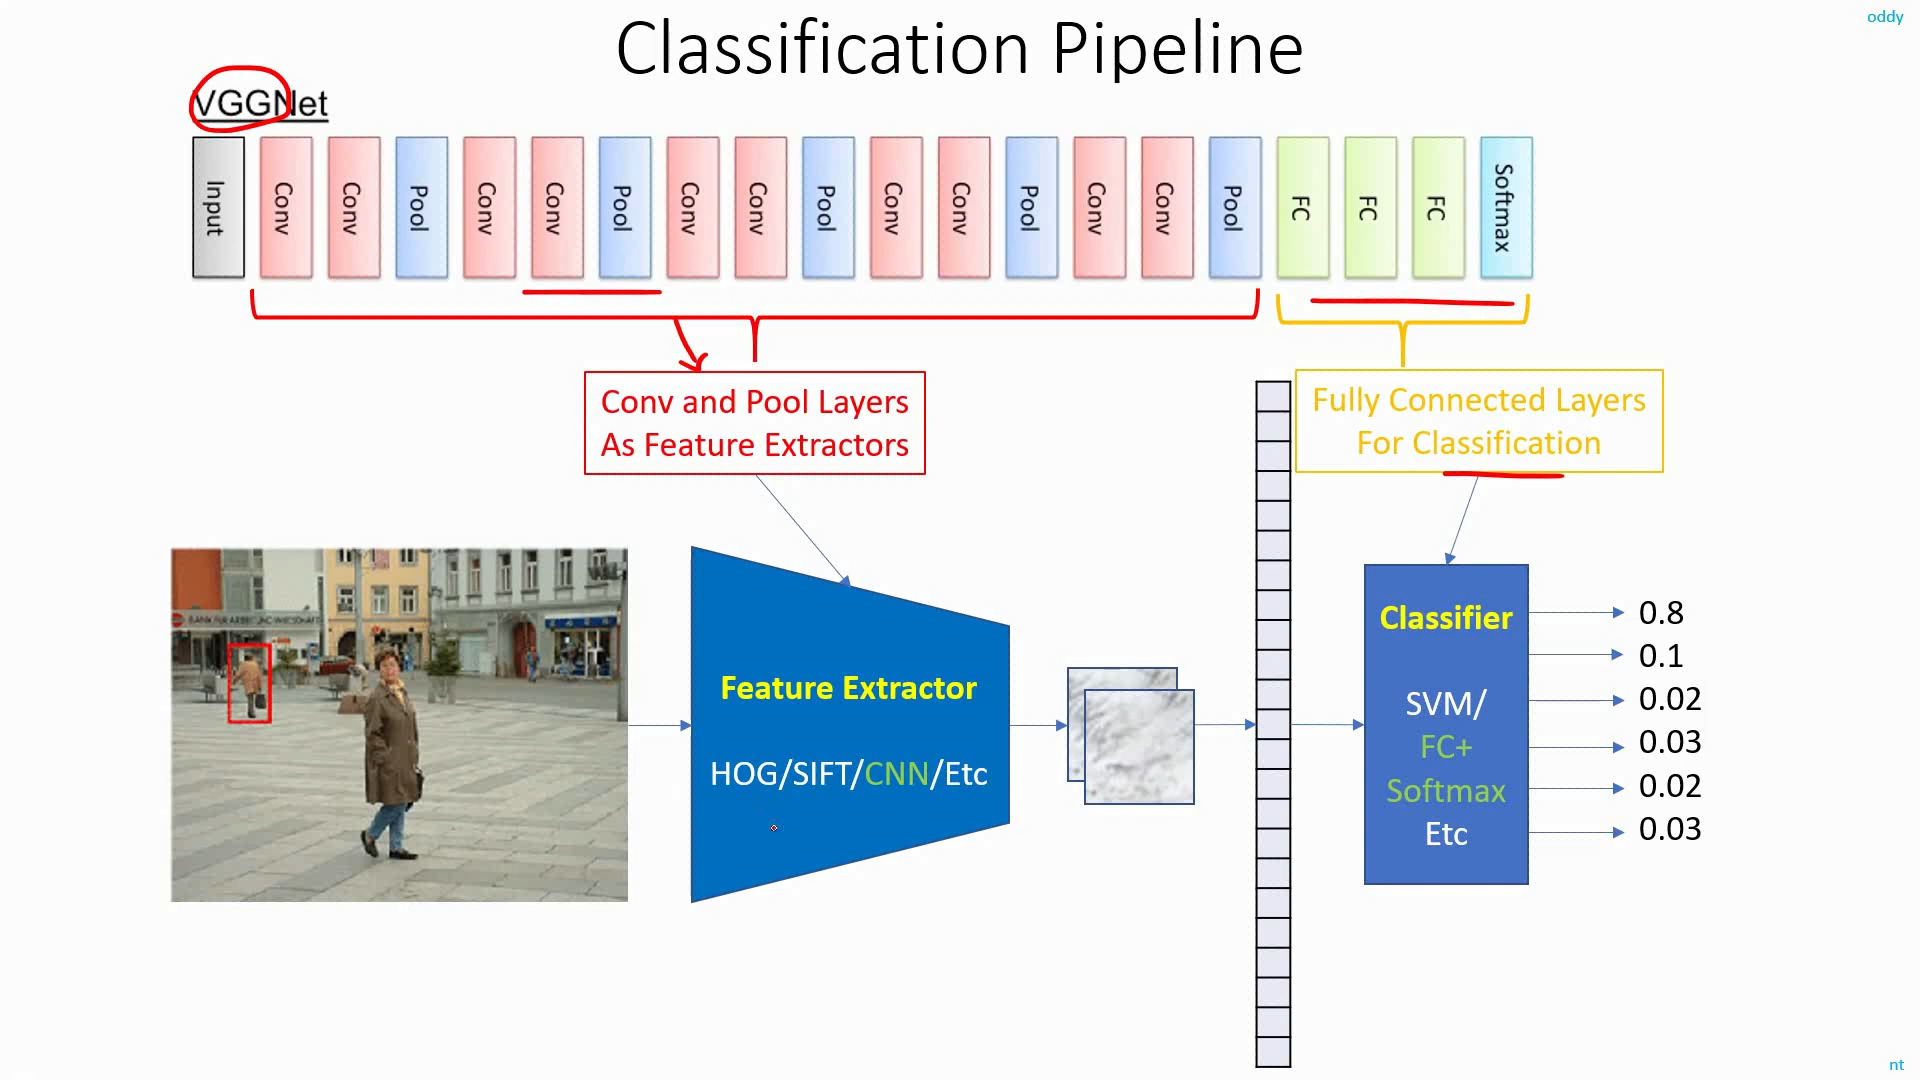 oddy
Classification Pipeline
VGGNet
Input
Conv
Conv
Pool
Conv
Conv
Pool
Conv
Conv
Pool
Conv
Conv
Pool
Conv
Conv
Pool
FC
FC
FC
Softmax
Conv and Pool Layers
As Feature Extractors
Fully Connected Layers
For Classification
Feature Extractor
HOG/SIFT/CNN/Etc
Classifier
SVM/
FC+
Softmax
Etc
0.8
0.1
0.02
0.03
0.02
0.03
nt